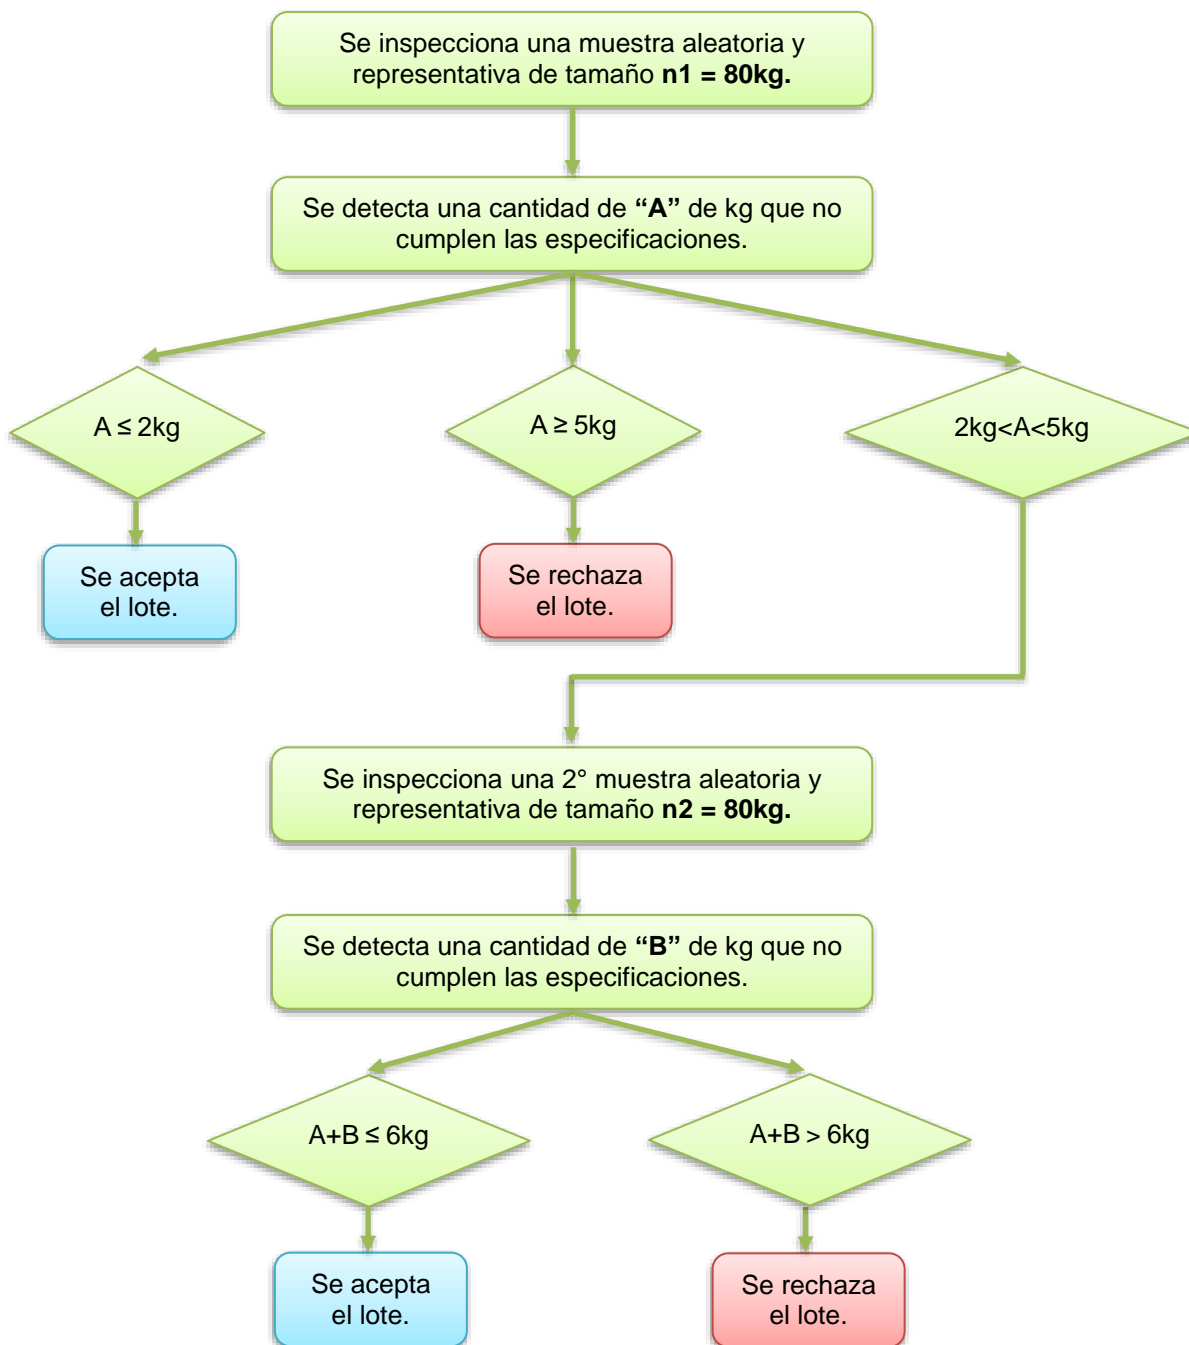 Se inspecciona una muestra aleatoria y
representativa de tamaño n1 = 80kg.
Se detecta una cantidad de “A” de kg que no
cumplen las especificaciones.
A ≤ 2kg
A ≥ 5kg
2kg<A<5kg
Se acepta
el lote.
Se rechaza
el lote.
Se inspecciona una 2° muestra aleatoria y
representativa de tamaño n2 = 80kg.
Se detecta una cantidad de “B” de kg que no
cumplen las especificaciones.
A+B ≤ 6kg
A+B > 6kg
Se acepta
el lote.
Se rechaza
el lote.